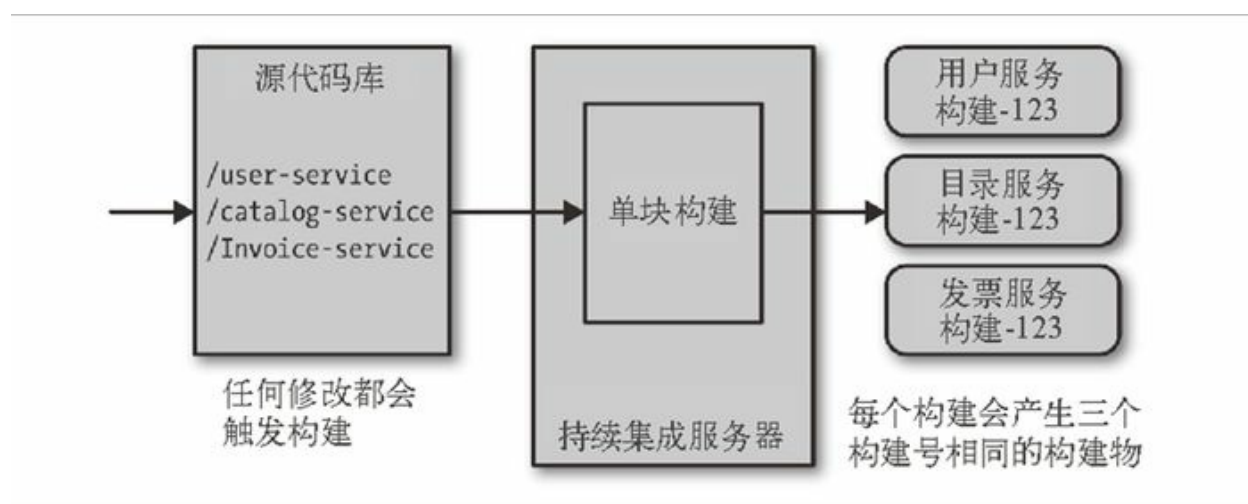 源代码库
/user-service
/catalog-service
/Invoice-service
任何修改都会
触发构建
单块构建
持续集成服务器
用户服务
构建-123
目录服务
构建-123
发票服务
构建-123
每个构建会产生三个
构建号相同的构建物